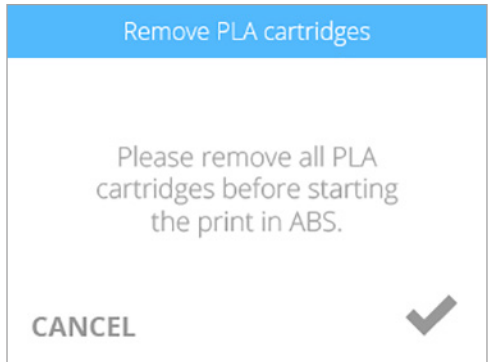 Remove PLA cartridges
Please remove all PLA
cartridges before starting
the print in ABS.
CANCEL